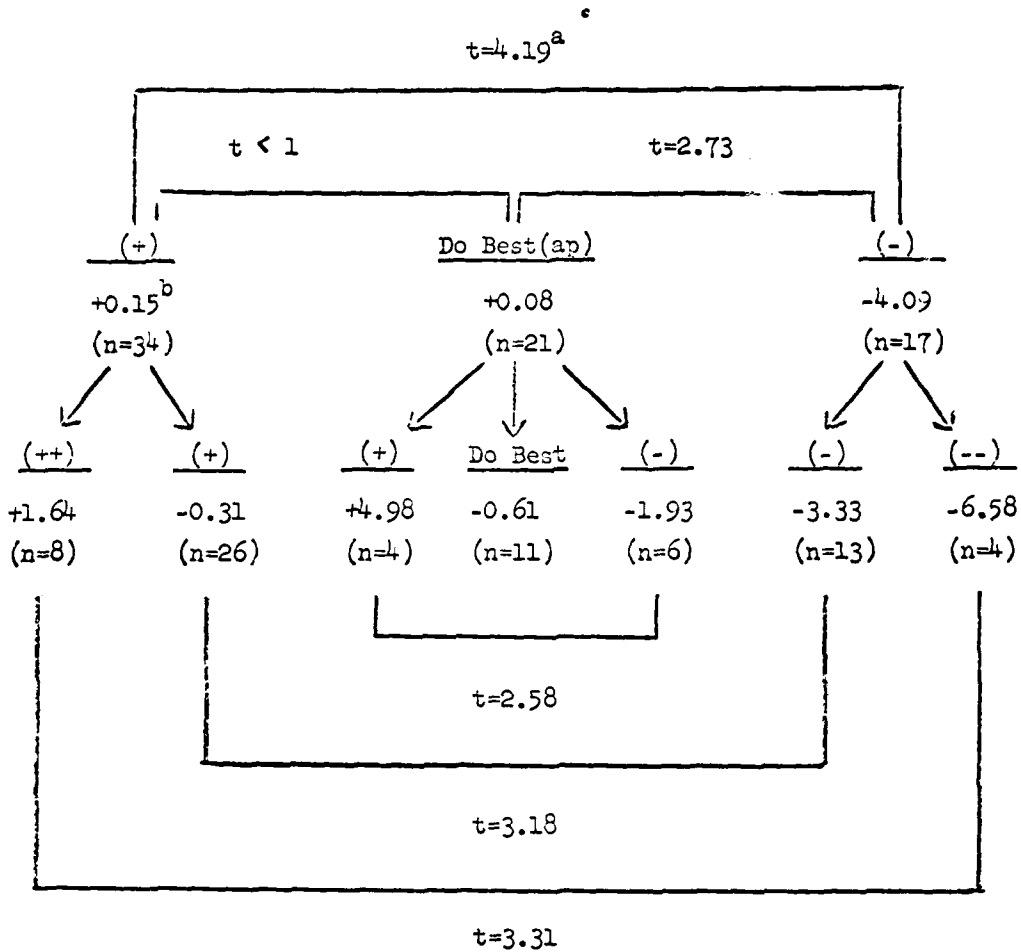 t=4.19a
t < 1 t=2.73
(+) Do Best(ap) (-)
+0.15b +0.08 -4.09
(n=34) (n=21) (n=17)
(++) (+) (+) Do Best (-) (-) (--)
+1.64 -0.31 +4.98 -0.61 -1.93 -3.33 -6.58
(n=8) (n=26) (n=4) (n=11) (n=6) (n=13) (n=4)
t=2.58
t=3.18
t=3.31